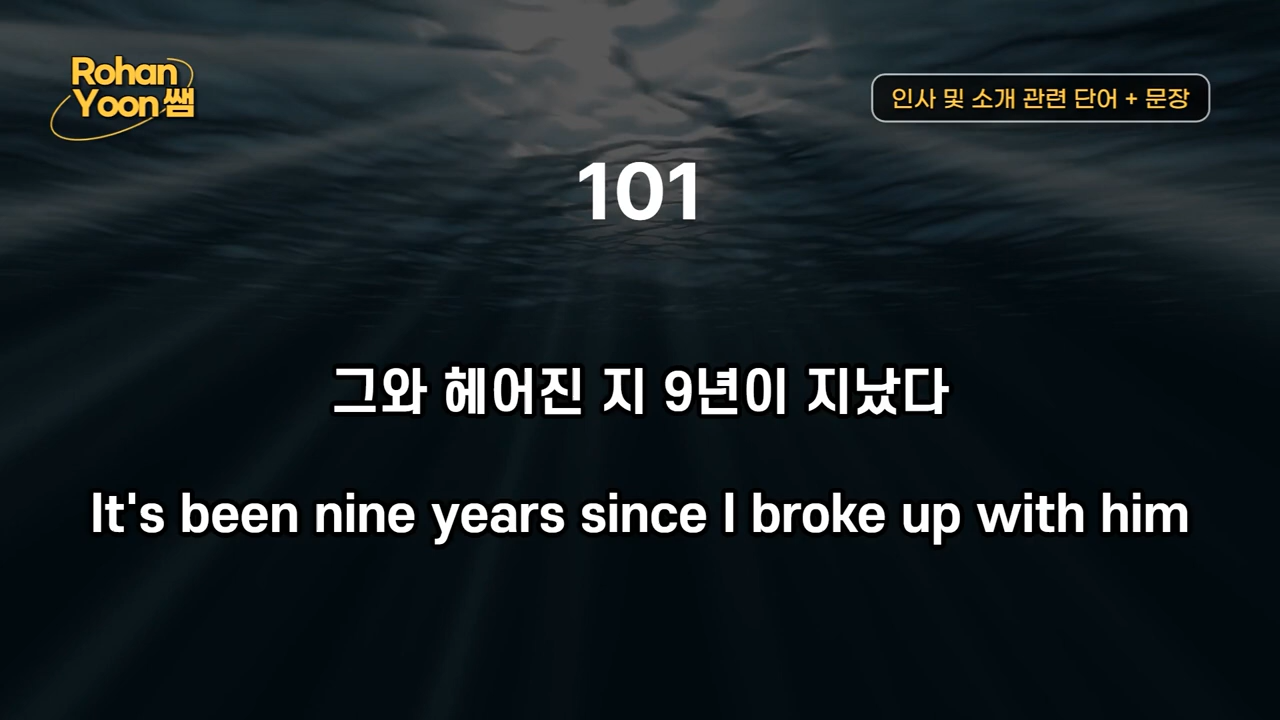 Rohan
Yoon쌤
인사 및 소개 관련 단어 + 문장
101
그와 헤어진 지 9년이 지났다
It's been nine years since I broke up with him